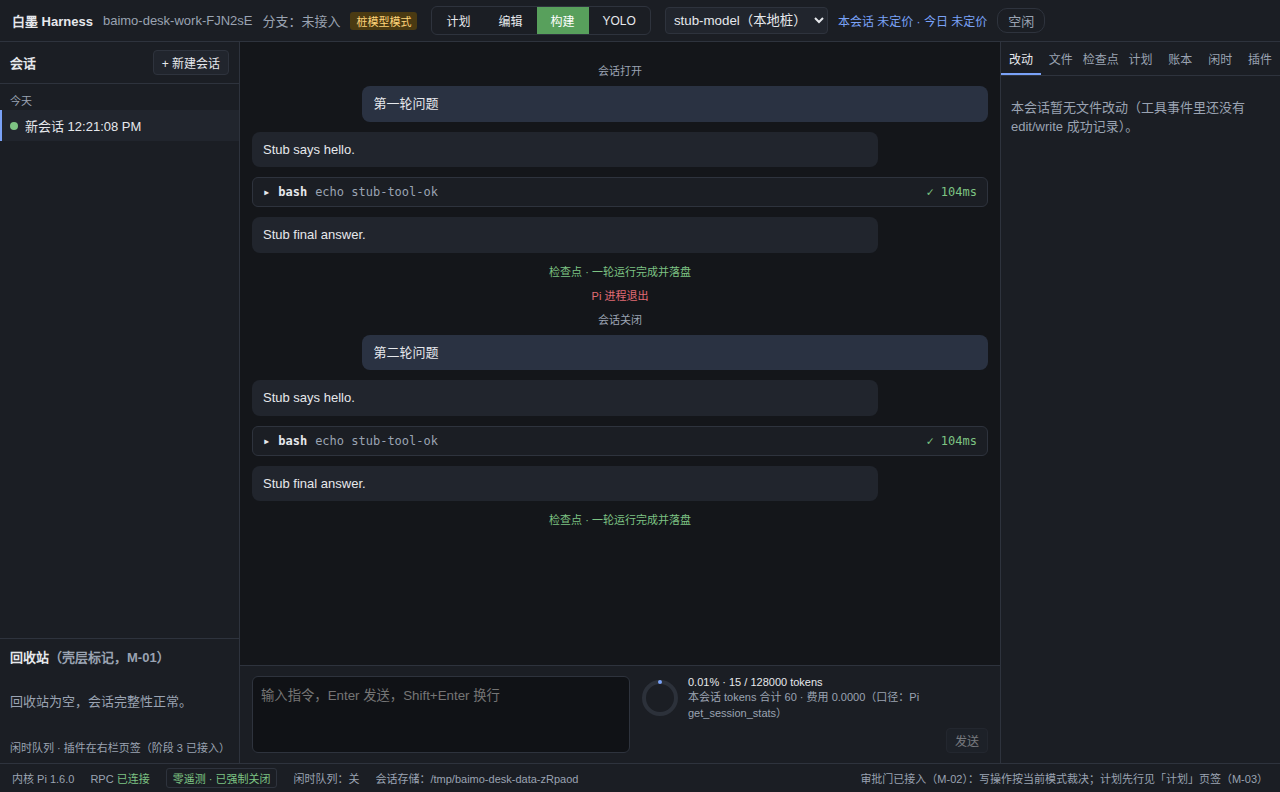 白墨 Harness baimo-desk-work-FJN2sE 分支：未接入 桩模型模式 计划 编辑 构建 YOLO stub-model（本地桩） 本会话 未定价 · 今日 未定价 空闲
会话 + 新建会话
今天
新会话 12:21:08 PM
回收站（壳层标记，M-01）
回收站为空，会话完整性正常。
闲时队列 · 插件在右栏页签（阶段 3 已接入）
会话打开
第一轮问题
Stub says hello.
▸ bash echo stub-tool-ok ✓ 104ms
Stub final answer.
检查点 · 一轮运行完成并落盘
Pi 进程退出
会话关闭
第二轮问题
Stub says hello.
▸ bash echo stub-tool-ok ✓ 104ms
Stub final answer.
检查点 · 一轮运行完成并落盘
输入指令，Enter 发送，Shift+Enter 换行
0.01% · 15 / 128000 tokens
本会话 tokens 合计 60 · 费用 0.0000（口径：Pi
get_session_stats）
发送
改动 文件 检查点 计划 账本 闲时 插件
本会话暂无文件改动（工具事件里还没有
edit/write 成功记录）。
内核 Pi 1.6.0 RPC 已连接 零遥测 · 已强制关闭 闲时队列：关 会话存储：/tmp/baimo-desk-data-zRpaod 审批门已接入（M-02）：写操作按当前模式裁决；计划先行见「计划」页签（M-03）